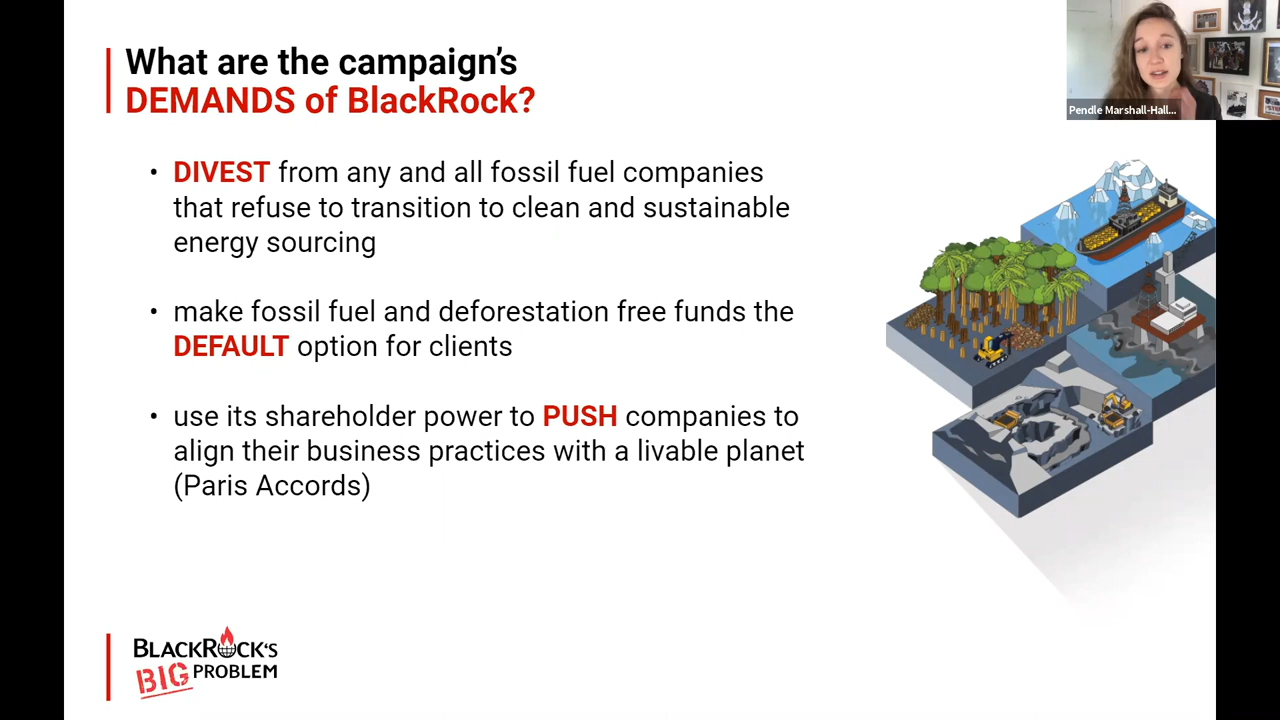 What are the campaign's
DEMANDS of BlackRock?
• DIVEST from any and all fossil fuel companies
that refuse to transition to clean and sustainable
energy sourcing
• make fossil fuel and deforestation free funds the
DEFAULT option for clients
• use its shareholder power to PUSH companies to
align their business practices with a livable planet
(Paris Accords)
BLACKROCK'S
BIG PROBLEM
Pendle Marshall-Hall...